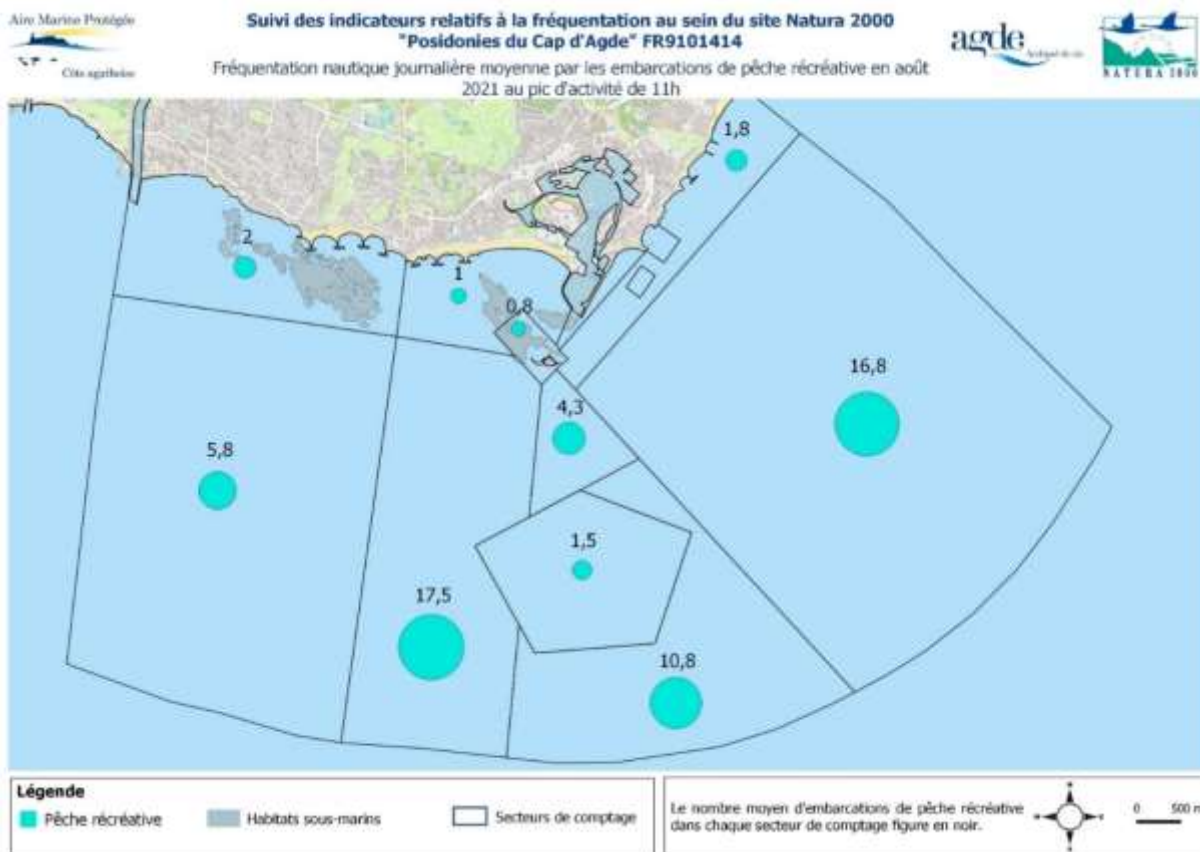 Aire Marine Protégée
Côte agathoise
Suivi des indicateurs relatifs à la fréquentation au sein du site Natura 2000
"Posidonies du Cap d'Agde" FR9101414
Fréquentation nautique journalière moyenne par les embarcations de pêche récréative en août
2021 au pic d'activité de 11h
agde
NATURA 2000
1,8
2
1
0,8
16,8
4,3
5,8
1,5
17,5
10,8
Légende
Pêche récréative
Habitats sous-marins
Secteurs de comptage
Le nombre moyen d'embarcations de pêche récréative
dans chaque secteur de comptage figure en noir.
0 500 m